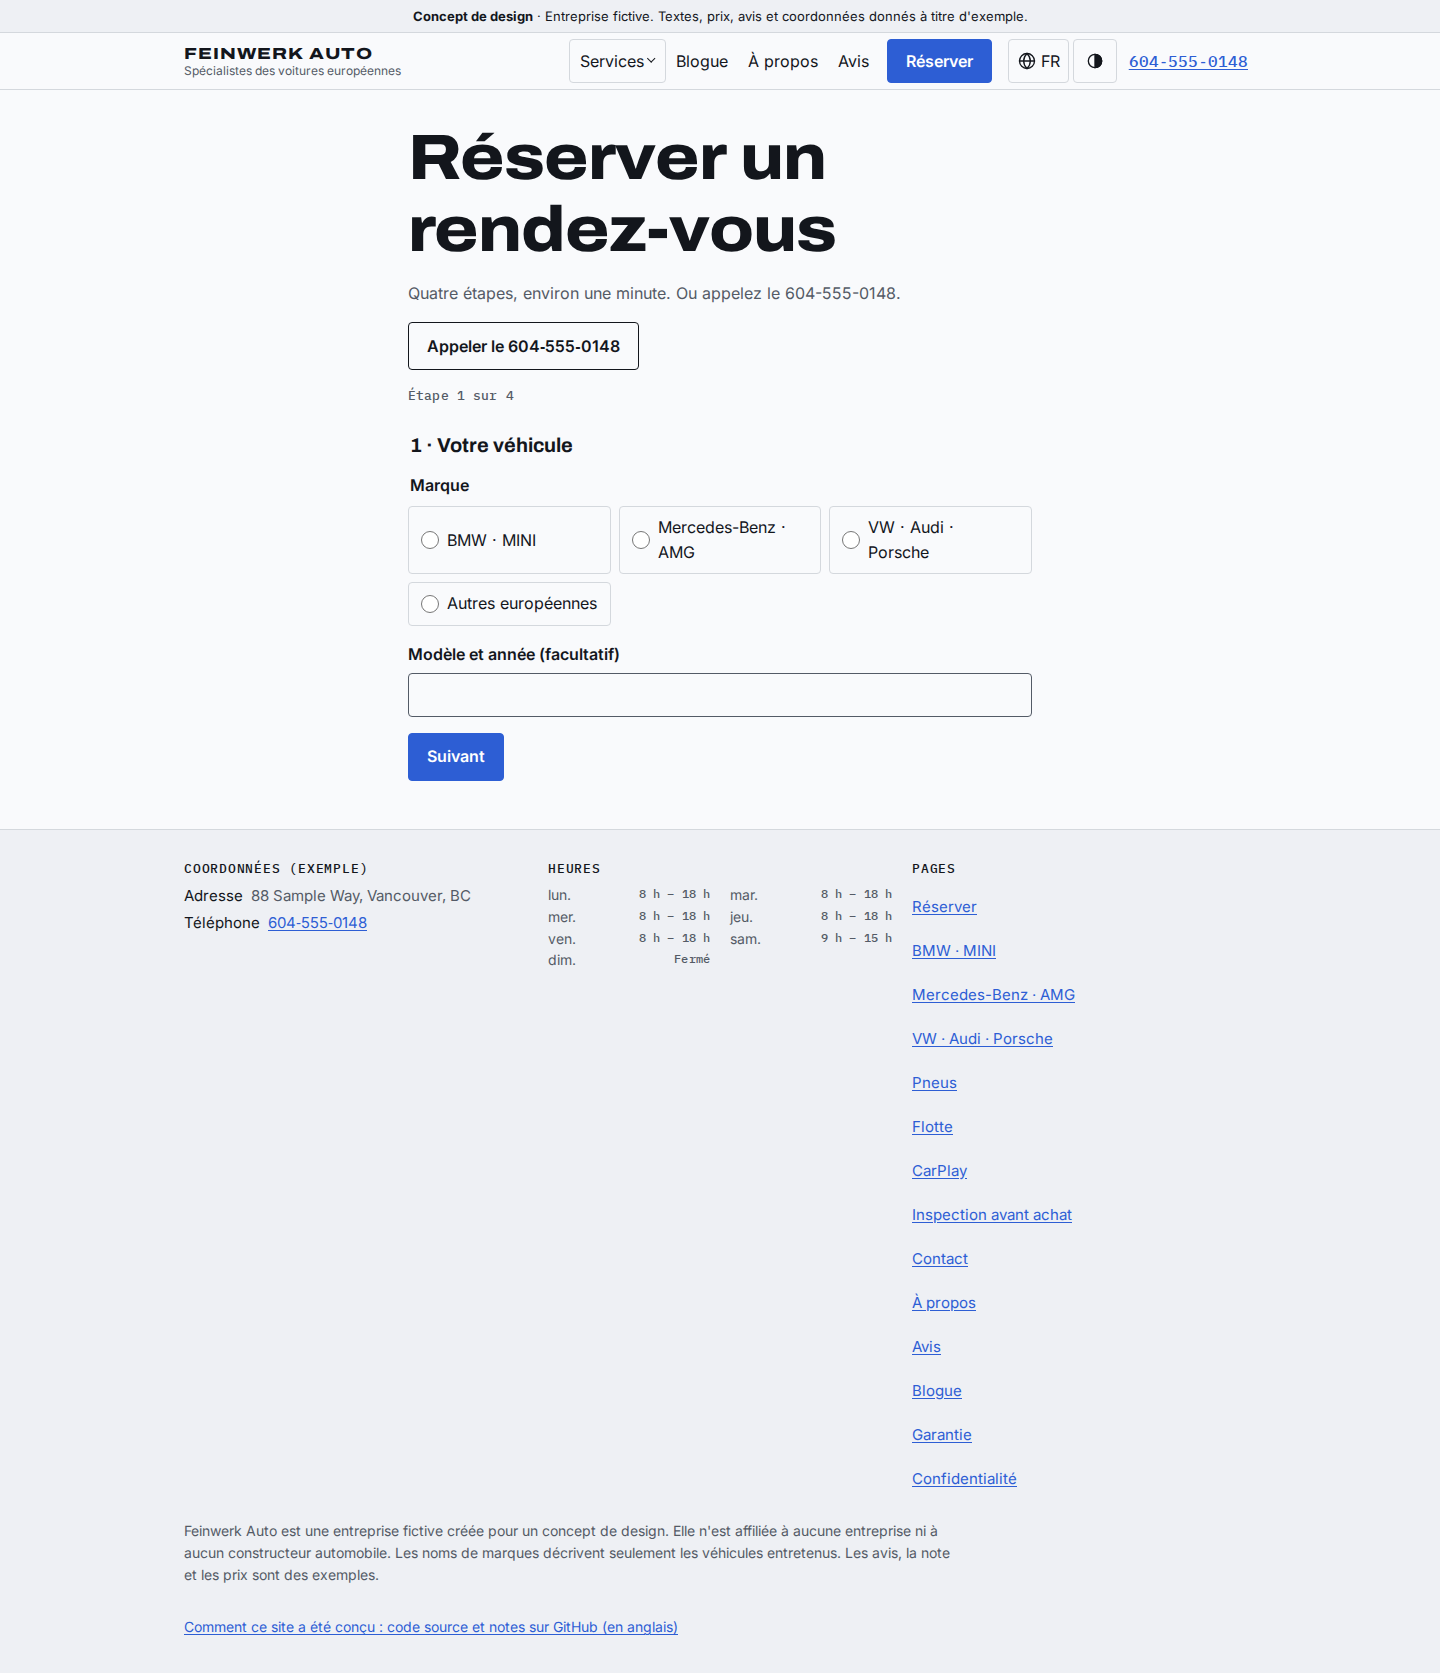 Concept de design · Entreprise fictive. Textes, prix, avis et coordonnées donnés à titre d'exemple.
FEINWERK AUTO
Spécialistes des voitures européennes
Services
Blogue
À propos
Avis
Réserver
FR
604-555-0148
Réserver un
rendez-vous
Quatre étapes, environ une minute. Ou appelez le 604-555-0148.
Appeler le 604-555-0148
Étape 1 sur 4
1 · Votre véhicule
Marque
BMW · MINI
Mercedes-Benz ·
AMG
VW · Audi ·
Porsche
Autres européennes
Modèle et année (facultatif)
Suivant
COORDONNÉES (EXEMPLE)
Adresse 88 Sample Way, Vancouver, BC
Téléphone 604-555-0148
HEURES
lun. 8 h – 18 h mar. 8 h – 18 h
mer. 8 h – 18 h jeu. 8 h – 18 h
ven. 8 h – 18 h sam. 9 h – 15 h
dim. Fermé
PAGES
Réserver
BMW · MINI
Mercedes-Benz · AMG
VW · Audi · Porsche
Pneus
Flotte
CarPlay
Inspection avant achat
Contact
À propos
Avis
Blogue
Garantie
Confidentialité
Feinwerk Auto est une entreprise fictive créée pour un concept de design. Elle n'est affiliée à aucune entreprise ni à
aucun constructeur automobile. Les noms de marques décrivent seulement les véhicules entretenus. Les avis, la note
et les prix sont des exemples.
Comment ce site a été conçu : code source et notes sur GitHub (en anglais)